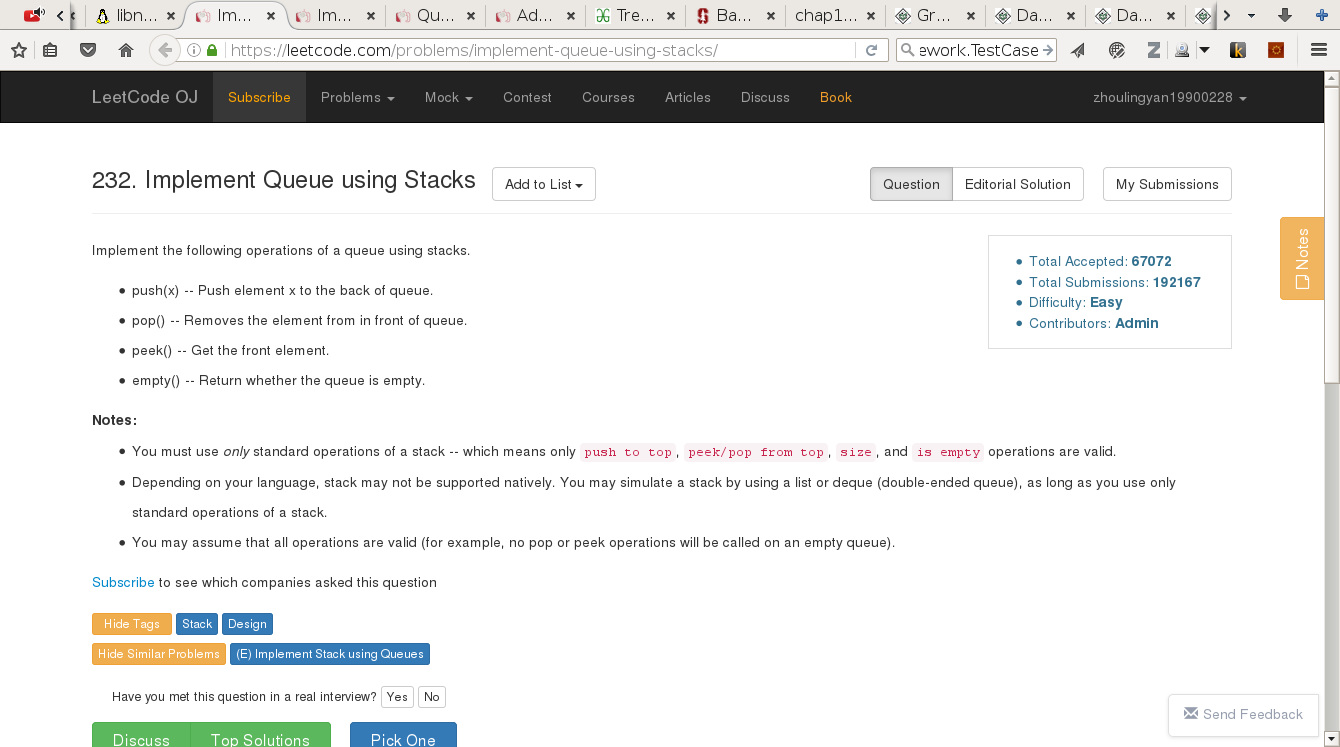 libn... Im... Im... Qu... Ad... Tre... Ba... chap1... Gr... Da... Da...
https://leetcode.com/problems/implement-queue-using-stacks/ ework.TestCase
LeetCode OJ Subscribe Problems Mock Contest Courses Articles Discuss Book zhoulingyan19900228
232. Implement Queue using Stacks Add to List Question Editorial Solution My Submissions
Notes
Implement the following operations of a queue using stacks.
Total Accepted: 67072
Total Submissions: 192167
Difficulty: Easy
Contributors: Admin
push(x) -- Push element x to the back of queue.
pop() -- Removes the element from in front of queue.
peek() -- Get the front element.
empty() -- Return whether the queue is empty.
Notes:
You must use only standard operations of a stack -- which means only push to top, peek/pop from top, size, and is empty operations are valid.
Depending on your language, stack may not be supported natively. You may simulate a stack by using a list or deque (double-ended queue), as long as you use only
standard operations of a stack.
You may assume that all operations are valid (for example, no pop or peek operations will be called on an empty queue).
Subscribe to see which companies asked this question
Hide Tags Stack Design
Hide Similar Problems (E) Implement Stack using Queues
Have you met this question in a real interview? Yes No
Send Feedback
Discuss Top Solutions Pick One